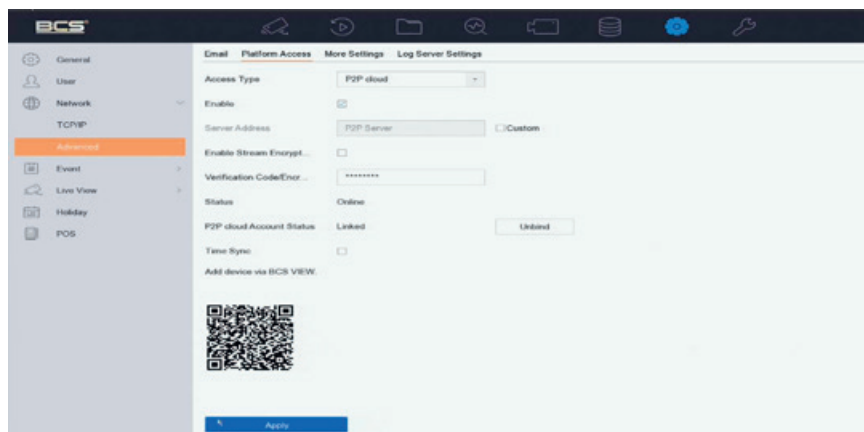 BCS
General
User
Network
TCP/IP
Advanced
Event
Live View
Holiday
POS
Email Platform Access More Settings Log Server Settings
Access Type P2P cloud
Enable
Server Address P2P Server Custom
Enable Stream Encrypt...
Verification Code/Encr... ********
Status Online
P2P cloud Account Status Linked Unbind
Time Sync
Add device via BCS VIEW.
Apply